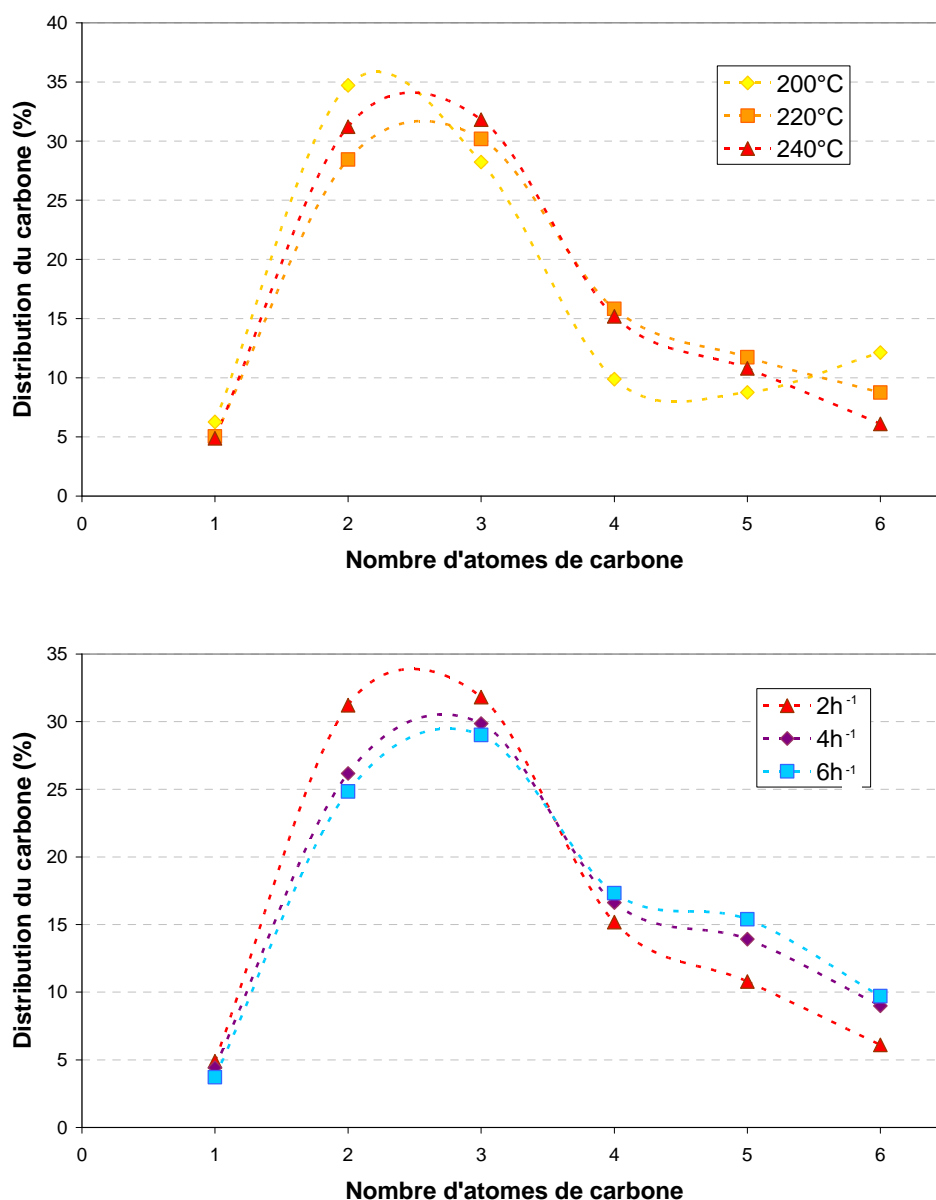 40
35
30
25
20
15
10
5
0
Distribution du carbone (%)
200°C
220°C
240°C
0 1 2 3 4 5 6
Nombre d'atomes de carbone
35
30
25
20
15
10
5
0
Distribution du carbone (%)
2h⁻¹
4h⁻¹
6h⁻¹
0 1 2 3 4 5 6
Nombre d'atomes de carbone